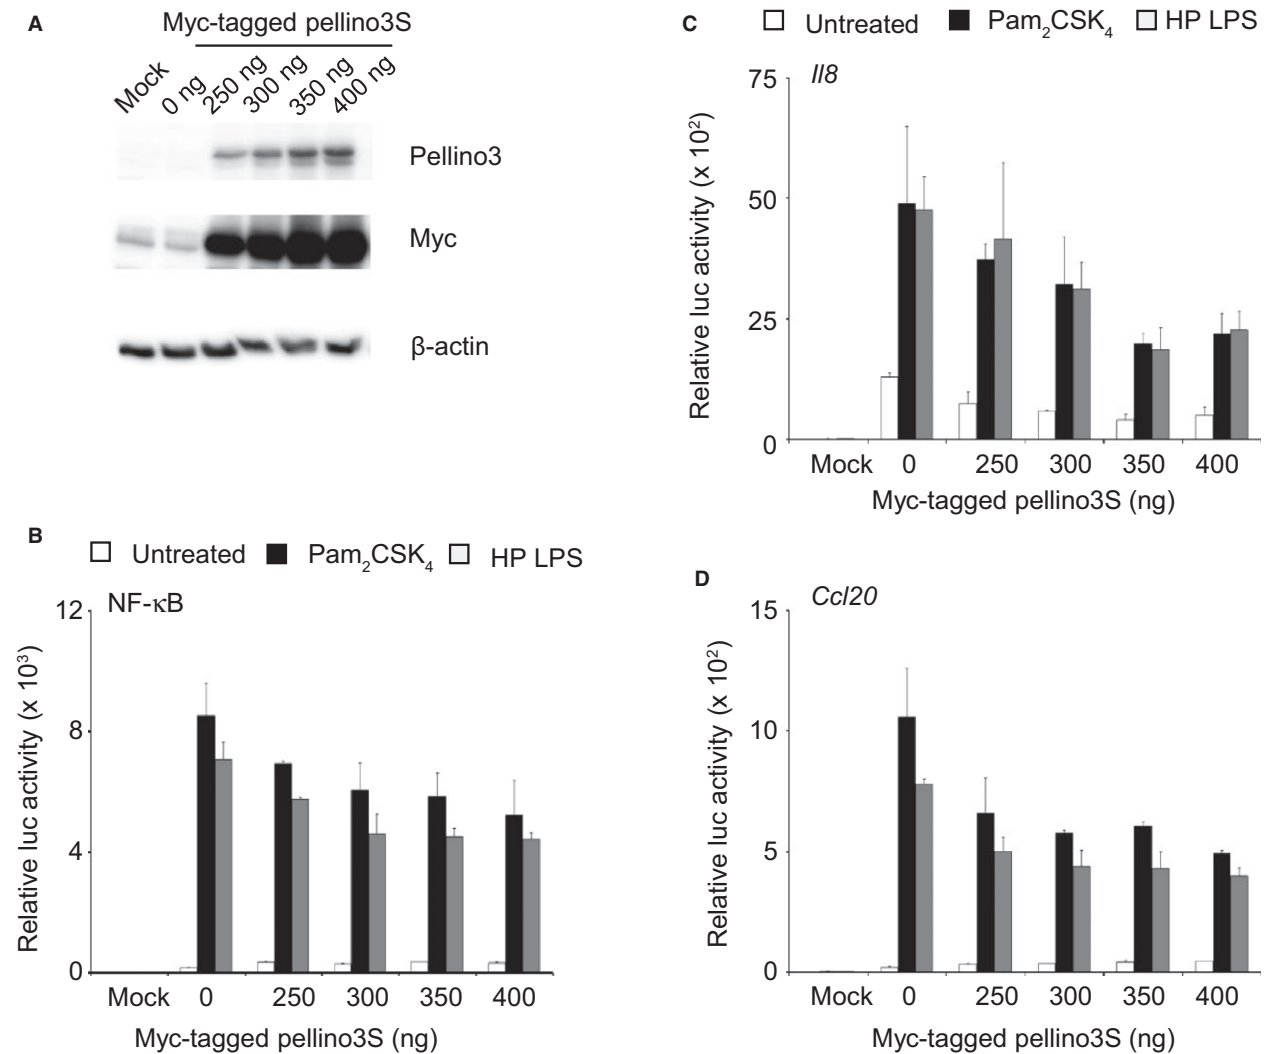 A
Myc-tagged pellino3S
Mock
0 ng
250 ng
300 ng
350 ng
400 ng
Pellino3
Myc
β-actin
B
Untreated Pam2CSK4 HP LPS
NF-κB
Relative luc activity (x 10³)
12
8
4
0
Mock 0 250 300 350 400
Myc-tagged pellino3S (ng)
C
Untreated Pam2CSK4 HP LPS
Il8
Relative luc activity (x 10²)
75
50
25
0
Mock 0 250 300 350 400
Myc-tagged pellino3S (ng)
D
Ccl20
Relative luc activity (x 10²)
15
10
5
0
Mock 0 250 300 350 400
Myc-tagged pellino3S (ng)